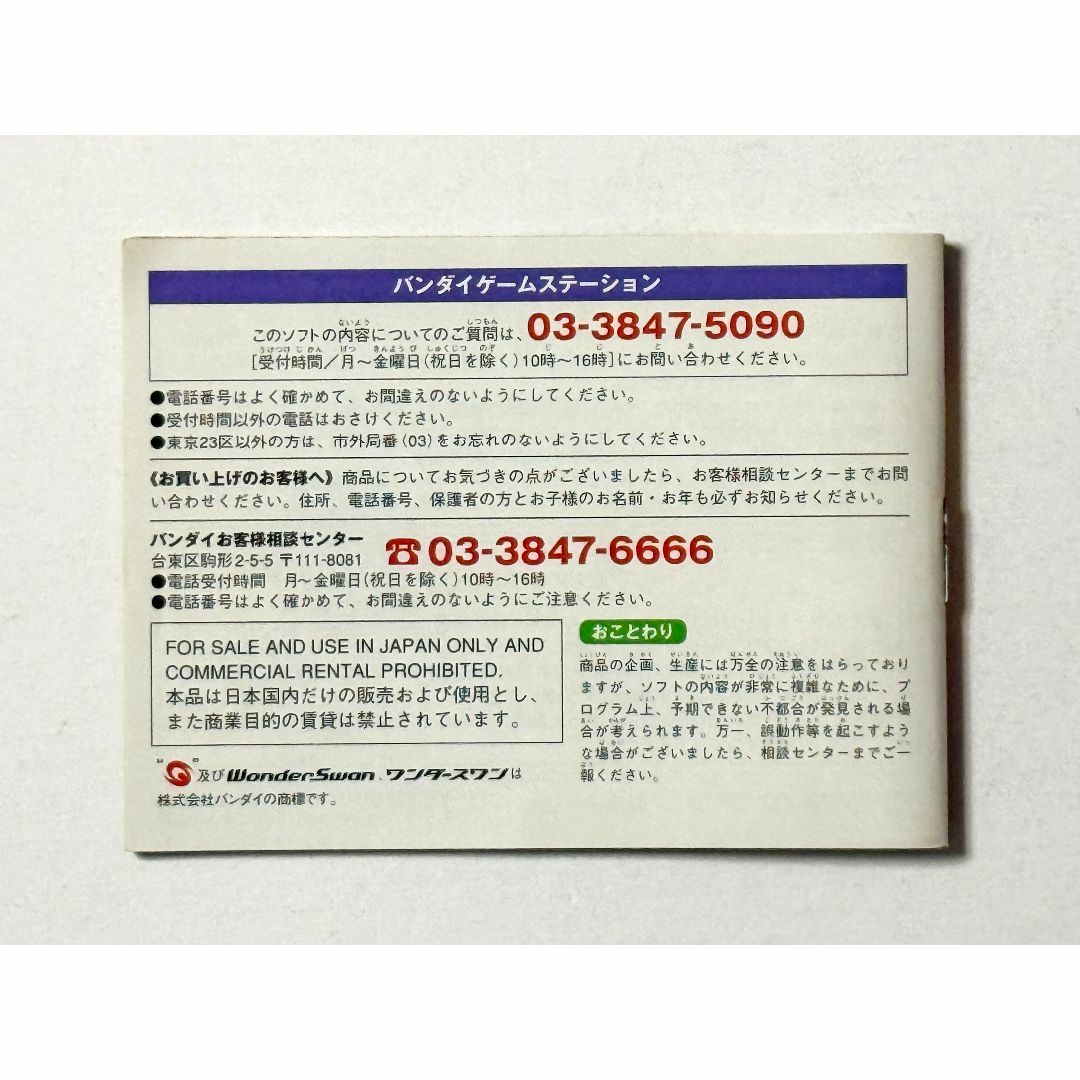 バンダイゲームステーション
このソフトの内容についてのご質問は、03-3847-5090
[受付時間/月〜金曜日(祝日を除く)10時〜16時]にお問い合わせください。
●電話番号はよく確かめて、お間違えのないようにしてください。
●受付時間以外の電話はおさけください。
●東京23区以外の方は、市外局番(03)をお忘れのないようにしてください。
《お買い上げのお客様へ》商品についてお気づきの点がございましたら、お客様相談センターまでお問
い合わせください。住所、電話番号、保護者の方とお子様のお名前・お年も必ずお知らせください。
バンダイお客様相談センター
台東区駒形2-5-5 〒111-8081
☎03-3847-6666
●電話受付時間 月〜金曜日(祝日を除く)10時〜16時
●電話番号はよく確かめて、お間違えのないようにご注意ください。
FOR SALE AND USE IN JAPAN ONLY AND
COMMERCIAL RENTAL PROHIBITED.
本品は日本国内だけの販売および使用とし、
また商業目的の賃貸は禁止されています。
及びWonderSwan、ワンダースワンは
株式会社バンダイの商標です。
おことわり
商品の企画、生産には万全の注意をはらっており
ますが、ソフトの内容が非常に複雑なために、プ
ログラム上、予期できない不都合が発見される場
合が考えられます。万一、誤動作等を起こすよう
な場合がございましたら、相談センターまでご一
報ください。